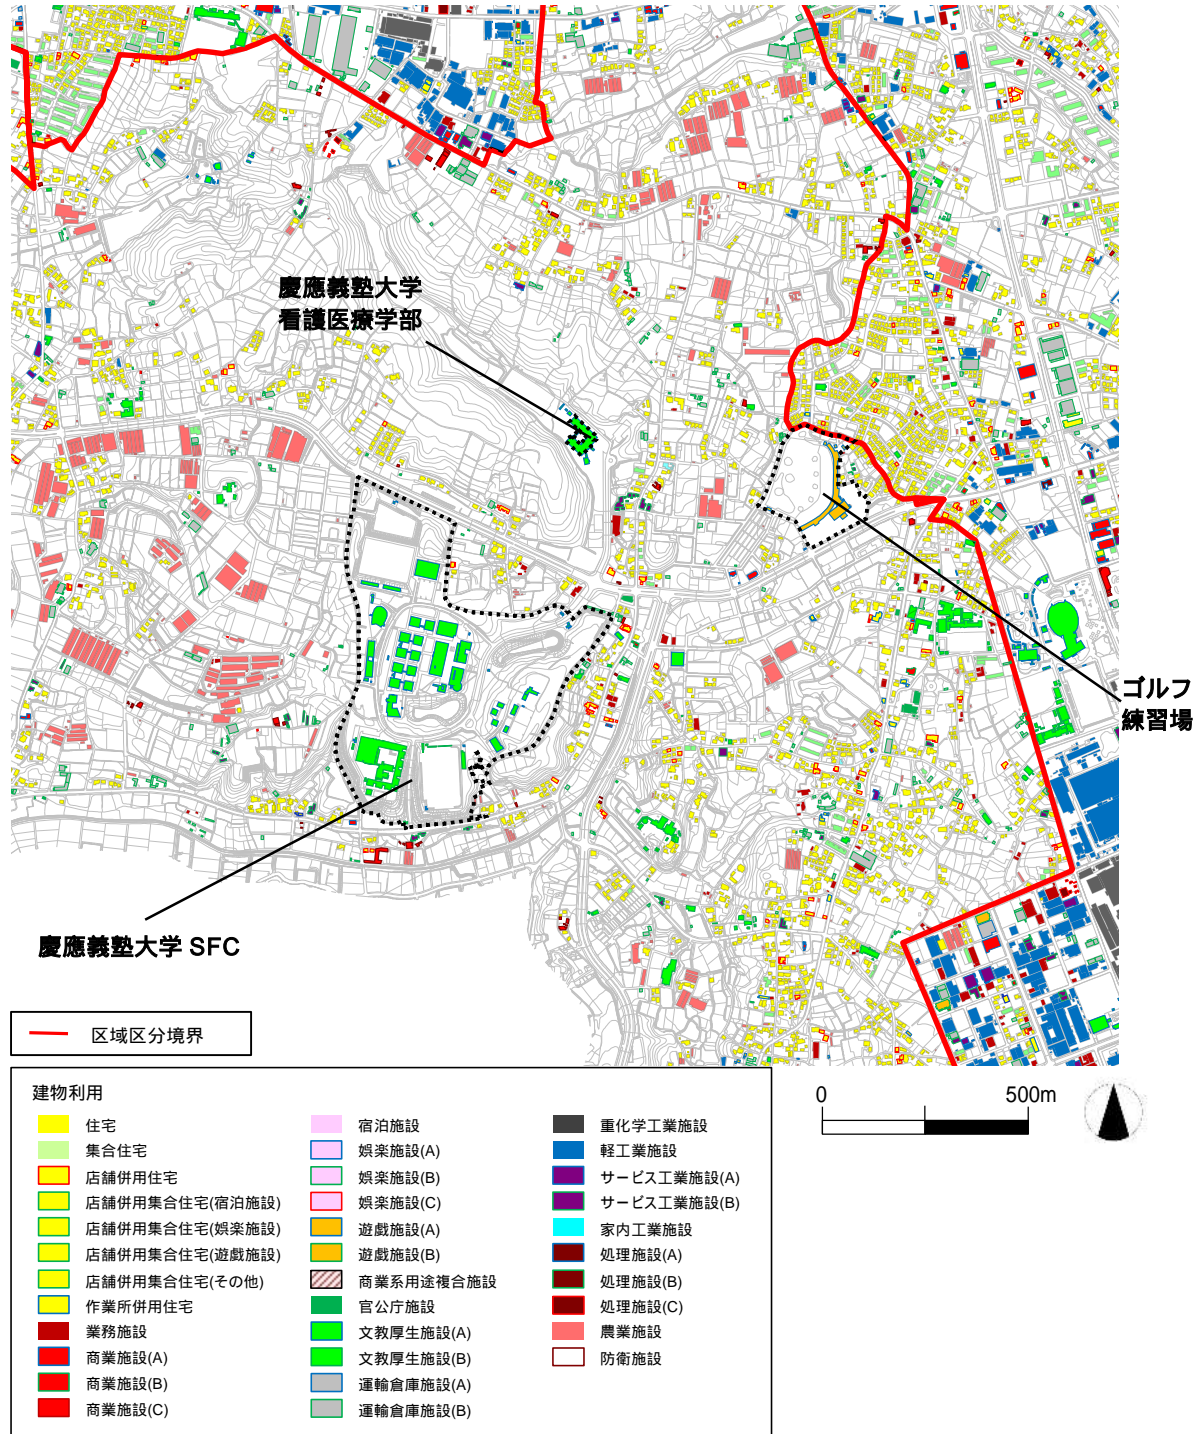 慶應義塾大学
看護医療学部
ゴルフ
練習場
慶應義塾大学 SFC
区域区分境界
建物利用
住宅
集合住宅
店舗併用住宅
店舗併用集合住宅(宿泊施設)
店舗併用集合住宅(娯楽施設)
店舗併用集合住宅(遊戯施設)
店舗併用集合住宅(その他)
作業所併用住宅
業務施設
商業施設(A)
商業施設(B)
商業施設(C)
宿泊施設
娯楽施設(A)
娯楽施設(B)
娯楽施設(C)
遊戯施設(A)
遊戯施設(B)
商業系用途複合施設
官公庁施設
文教厚生施設(A)
文教厚生施設(B)
運輸倉庫施設(A)
運輸倉庫施設(B)
重化学工業施設
軽工業施設
サービス工業施設(A)
サービス工業施設(B)
家内工業施設
処理施設(A)
処理施設(B)
処理施設(C)
農業施設
防衛施設
0 500m